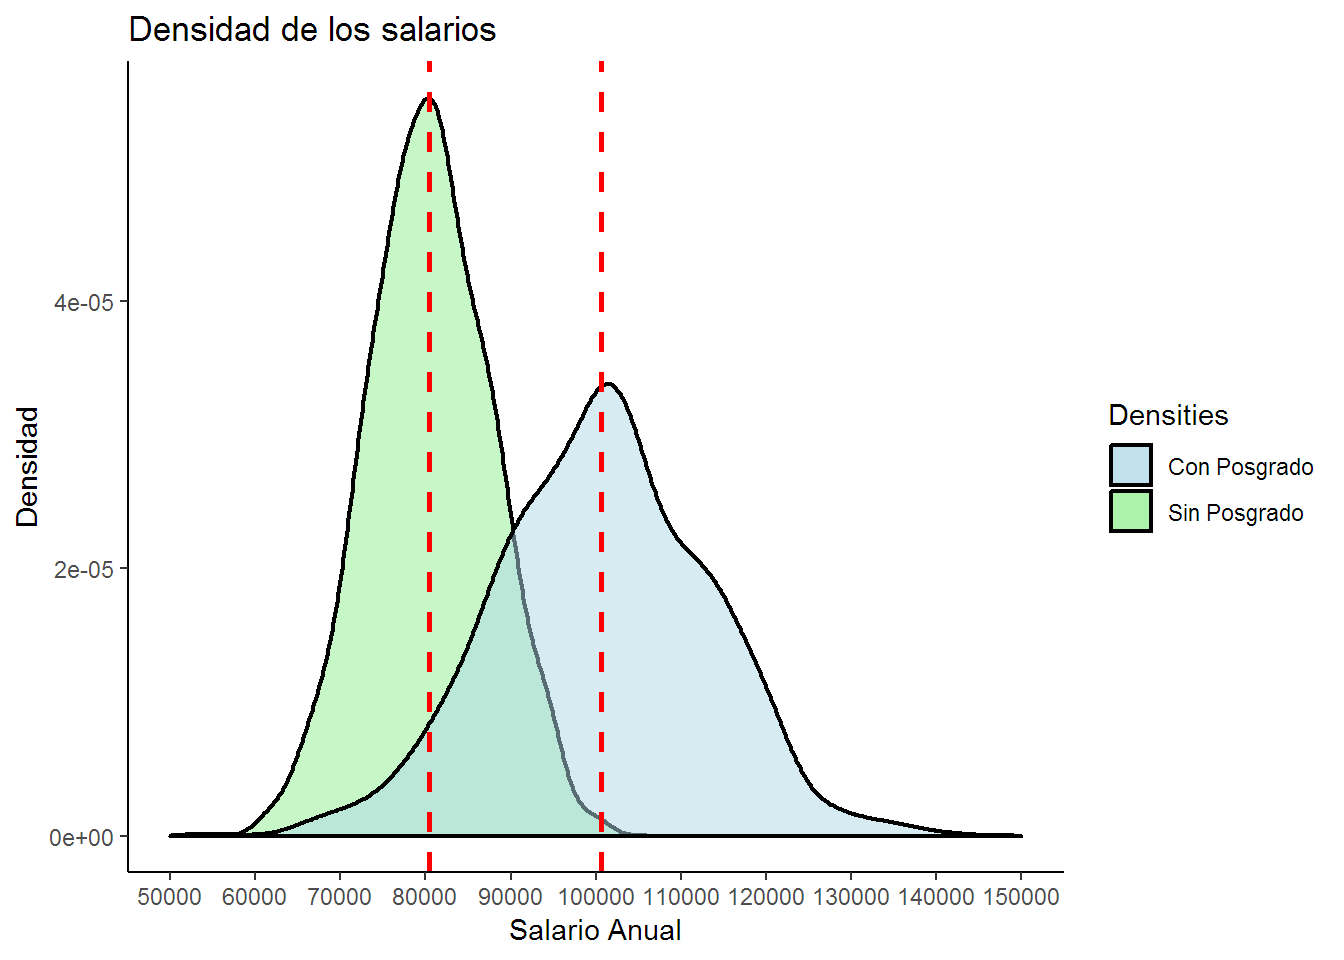 Densidad de los salarios
Densidad
4e-05
2e-05
0e+00
50000 60000 70000 80000 90000 100000 110000 120000 130000 140000 150000
Salario Anual
Densities
Con Posgrado
Sin Posgrado